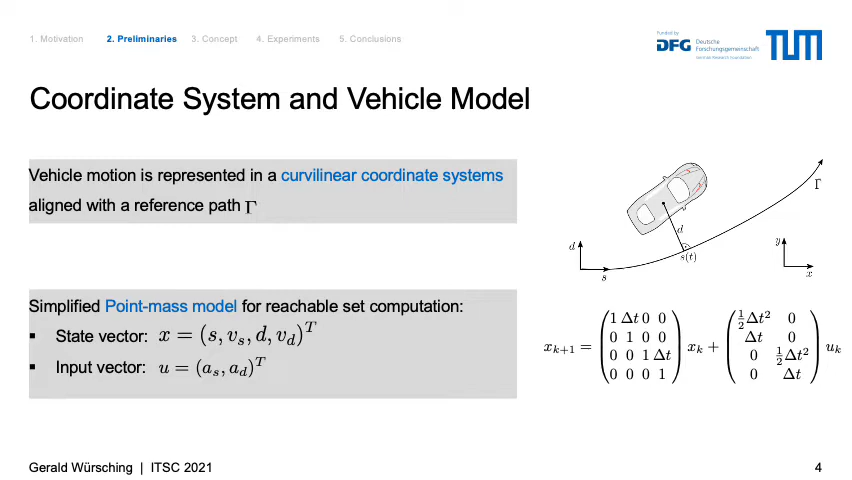 1. Motivation 2. Preliminaries 3. Concept 4. Experiments 5. Conclusions
Funded by
DFG Deutsche
Forschungsgemeinschaft
German Research Foundation
TUM
Coordinate System and Vehicle Model
Vehicle motion is represented in a curvilinear coordinate systems
aligned with a reference path Γ
Γ
d
d
s(t)
s
y
x
Simplified Point-mass model for reachable set computation:
▪ State vector: x = (s, v_s, d, v_d)^T
▪ Input vector: u = (a_s, a_d)^T
x_{k+1} = (1 Δt 0 0
0 1 0 0
0 0 1 Δt
0 0 0 1) x_k + (½Δt² 0
Δt 0
0 ½Δt²
0 Δt) u_k
Gerald Würsching | ITSC 2021
4